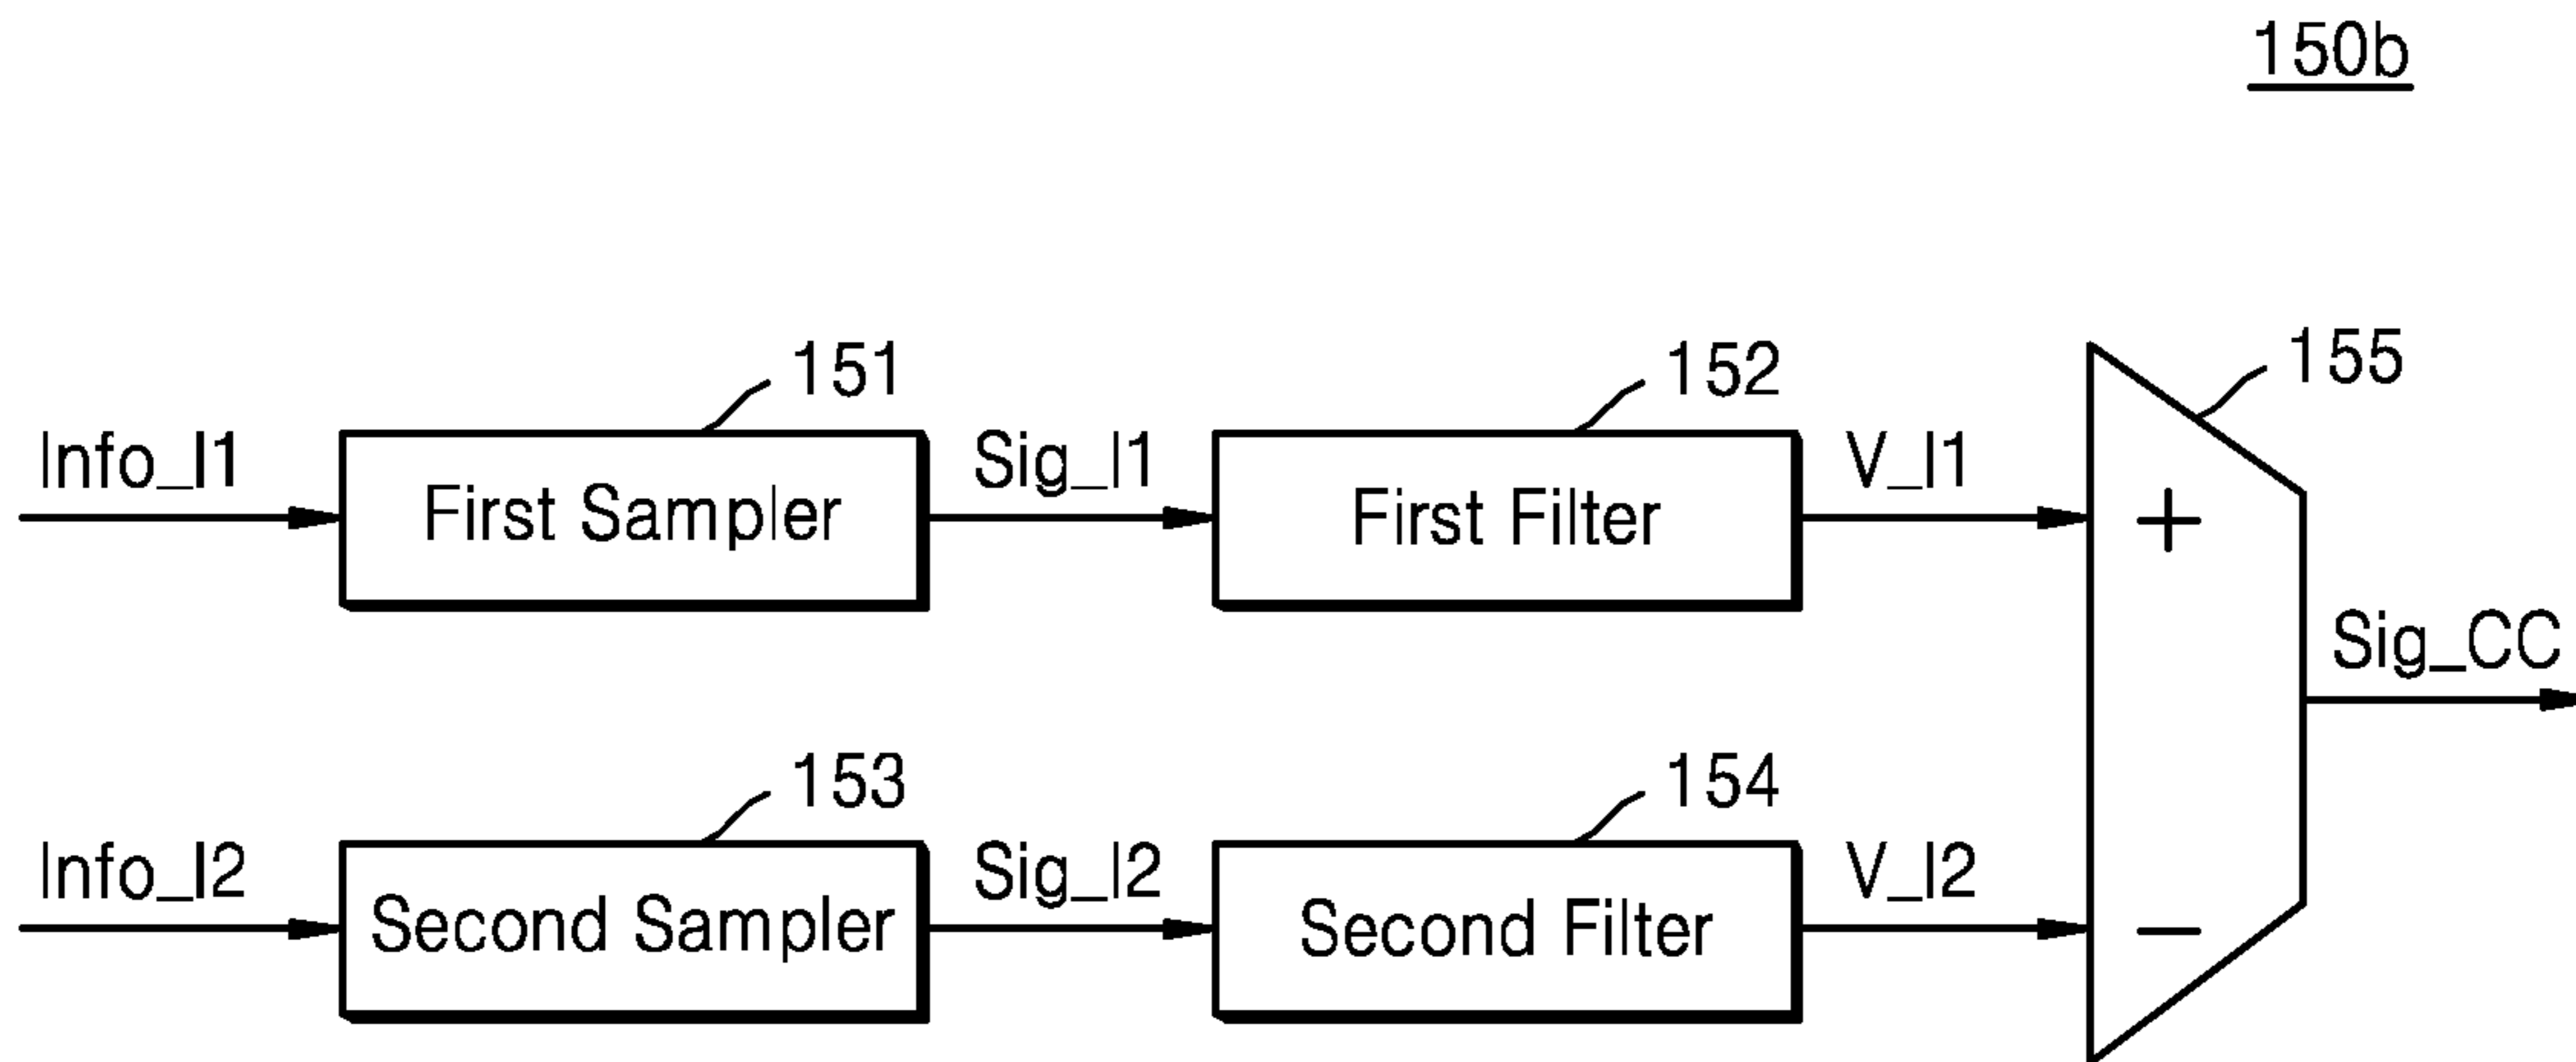 150b
151
152
155
Info_I1
First Sampler
Sig_I1
First Filter
V_I1
+
Sig_CC
153
154
Info_I2
Second Sampler
Sig_I2
Second Filter
V_I2
−